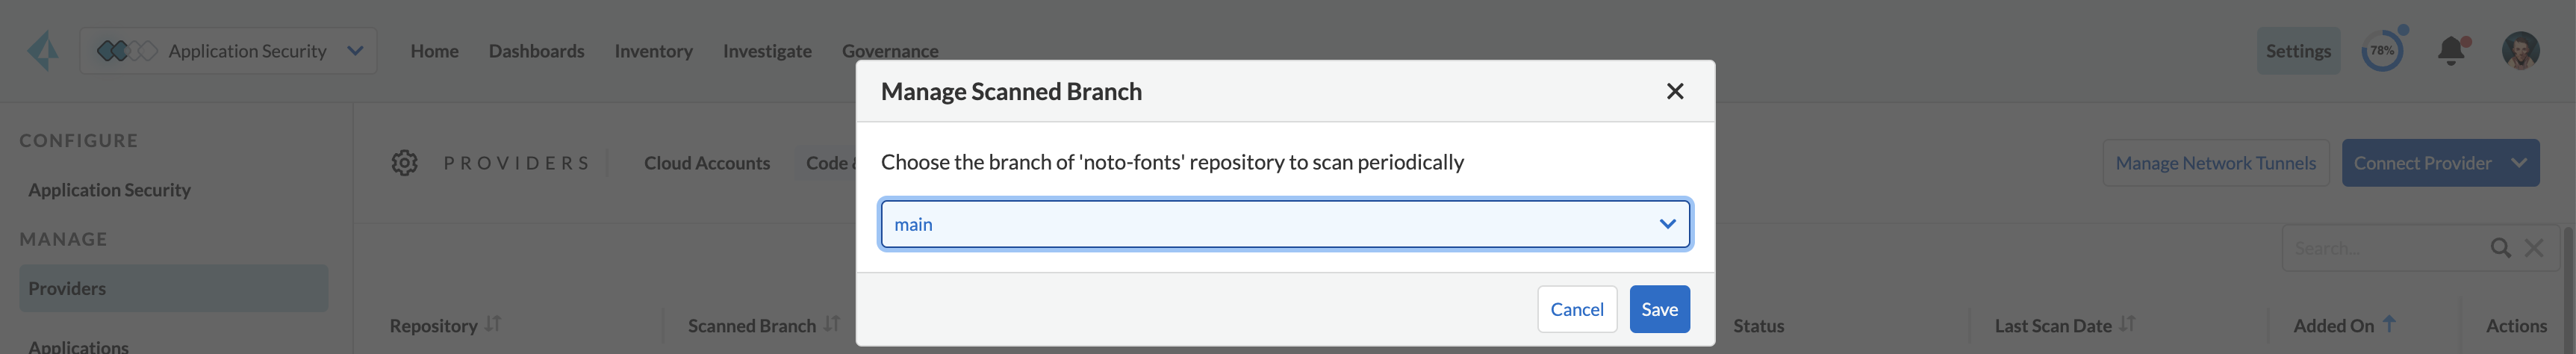 Application Security Home Dashboards Inventory Investigate Governance Settings 78%
Manage Scanned Branch
CONFIGURE
PROVIDERS Cloud Accounts Code Manage Network Tunnels Connect Provider
Choose the branch of 'noto-fonts' repository to scan periodically
Application Security
main
MANAGE
Search...
Providers
Cancel Save
Repository Scanned Branch Status Last Scan Date Added On Actions
Applications